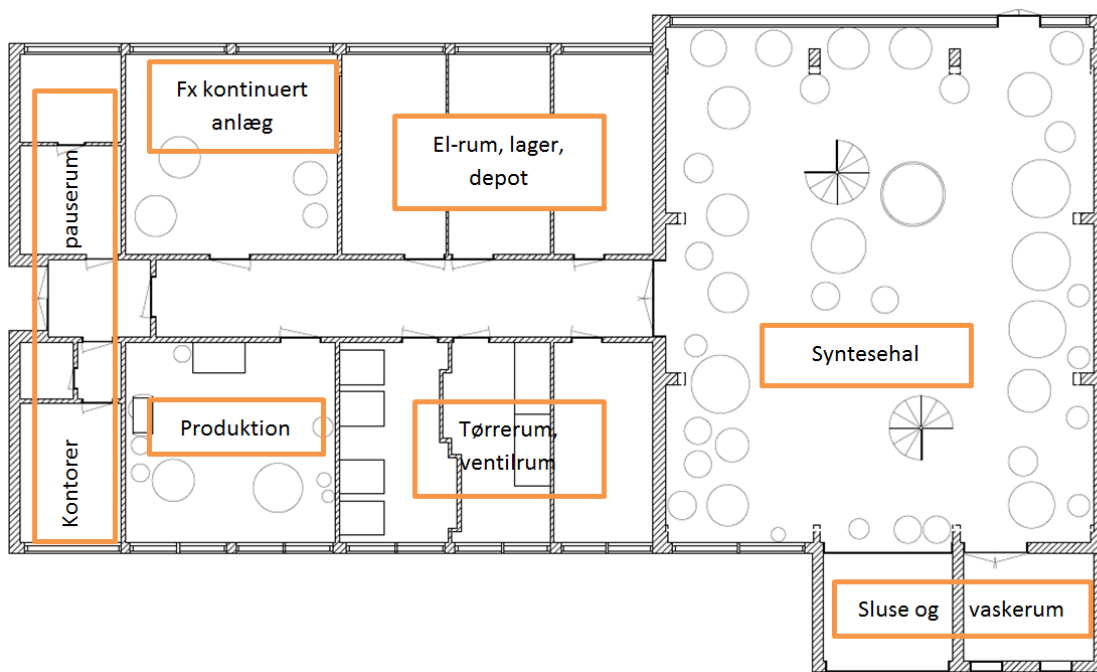 Fx kontinuert
anlæg
El-rum, lager,
depot
pauserum
Syntesehal
Kontorer
Produktion
Tørrerum,
ventilrum
Sluse og vaskerum